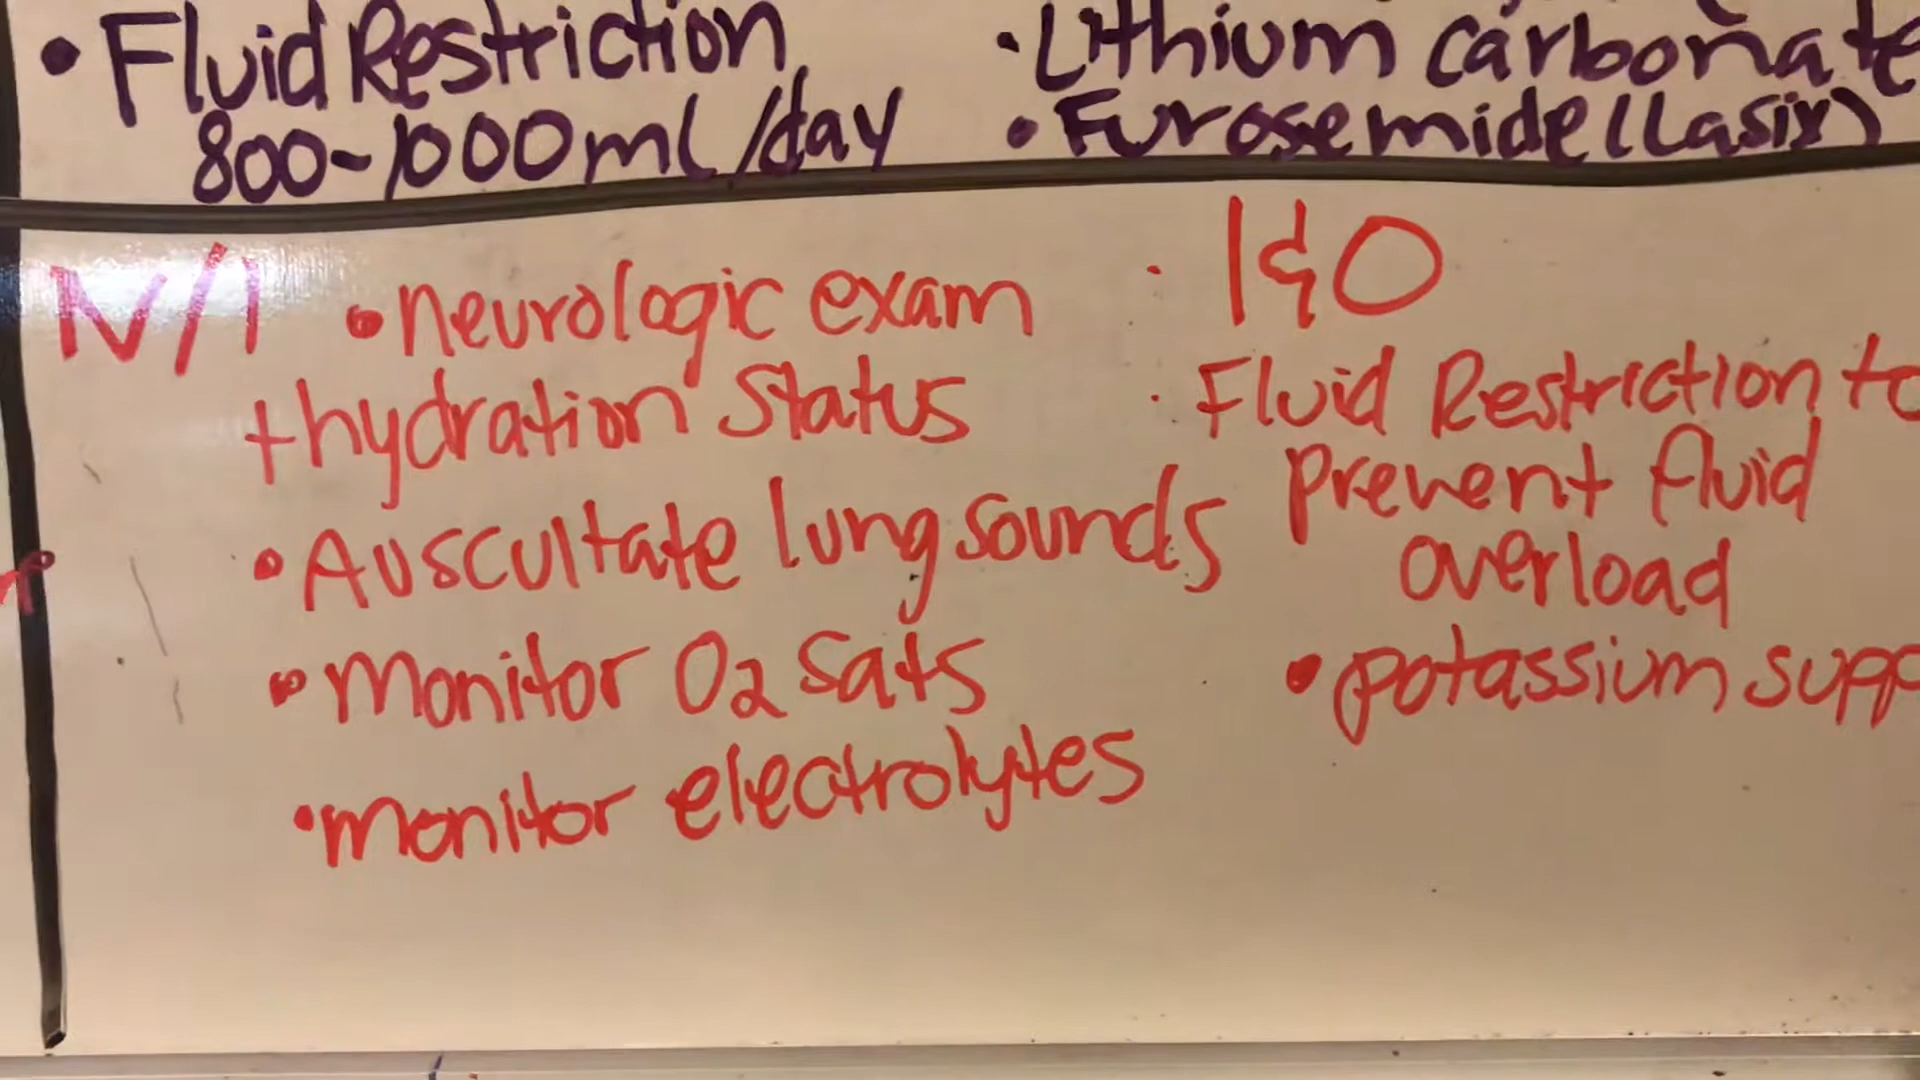 • Fluid Restriction
800-1000ml/day
• Lithium carbonate
• Furosemide (Lasix)
N/I • neurologic exam
+ hydration status
• Auscultate lung sounds
• Monitor O2 Sats
• monitor electrolytes
• I&O
• Fluid Restriction to
prevent fluid
overload
• potassium supp